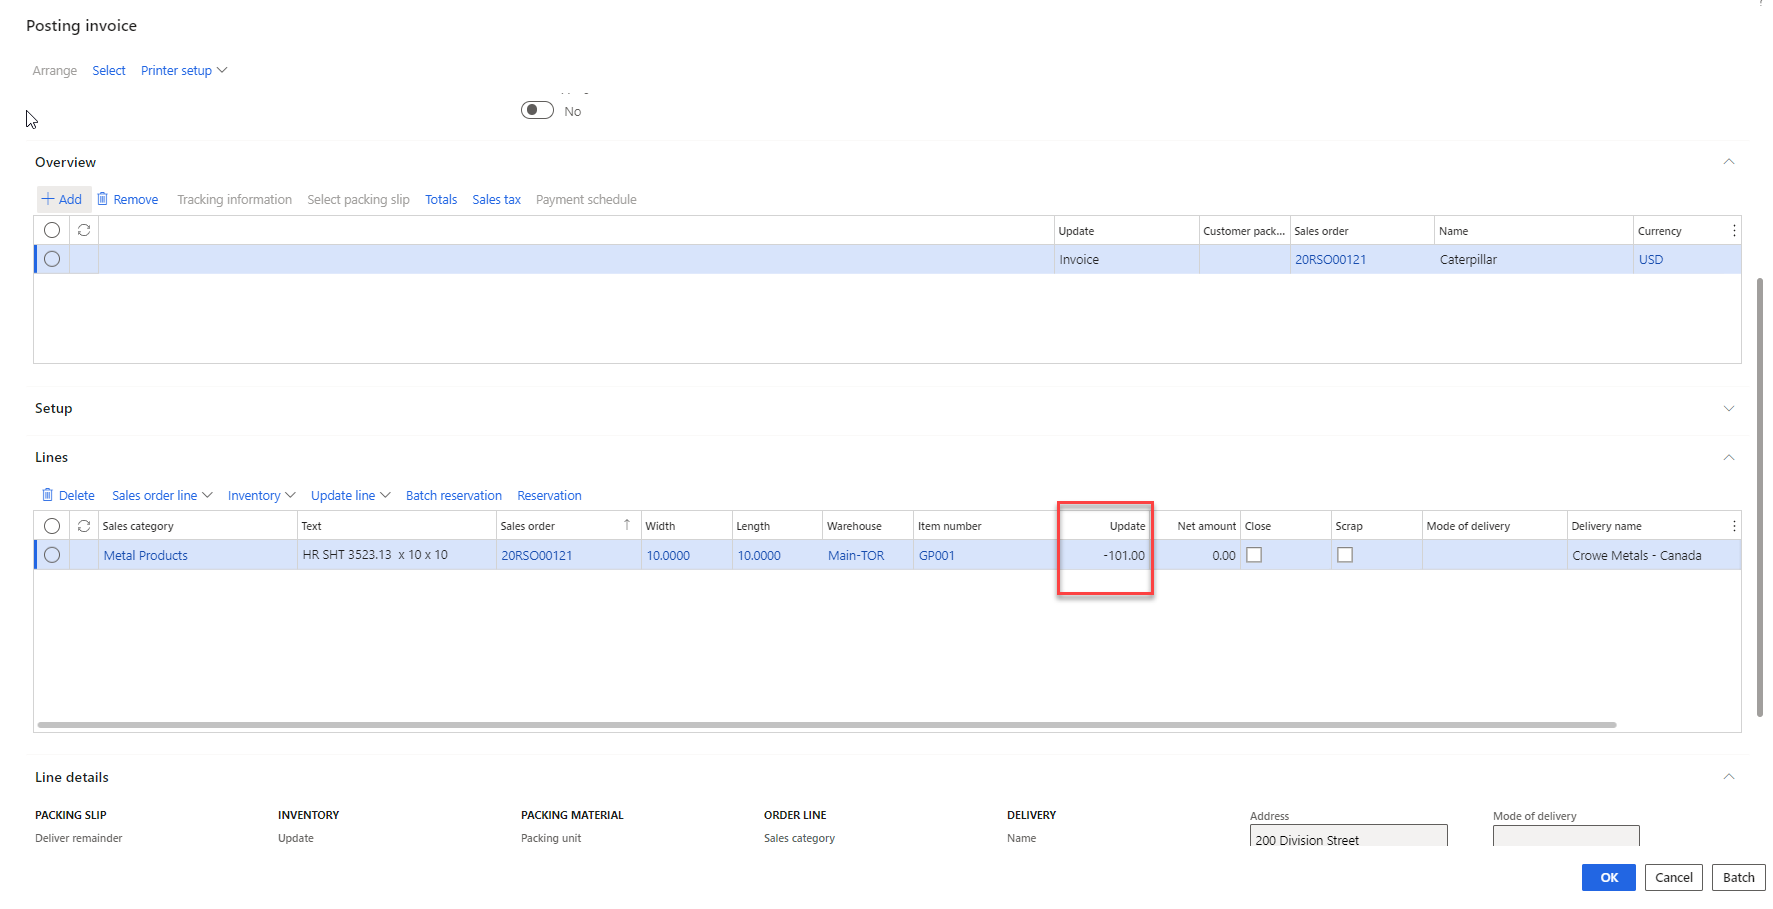 Posting invoice
Arrange Select Printer setup
No
Overview
Add Remove Tracking information Select packing slip Totals Sales tax Payment schedule
Update Customer pack... Sales order Name Currency
Invoice 20RSO00121 Caterpillar USD
Setup
Lines
Delete Sales order line Inventory Update line Batch reservation Reservation
Sales category Text Sales order Width Length Warehouse Item number Update Net amount Close Scrap Mode of delivery Delivery name
Metal Products HR SHT 3523.13 x 10 x 10 20RSO00121 10.0000 10.0000 Main-TOR GP001 -101.00 0.00 Crowe Metals - Canada
Line details
PACKING SLIP INVENTORY PACKING MATERIAL ORDER LINE DELIVERY Address Mode of delivery
Deliver remainder Update Packing unit Sales category Name 200 Division Street
OK Cancel Batch